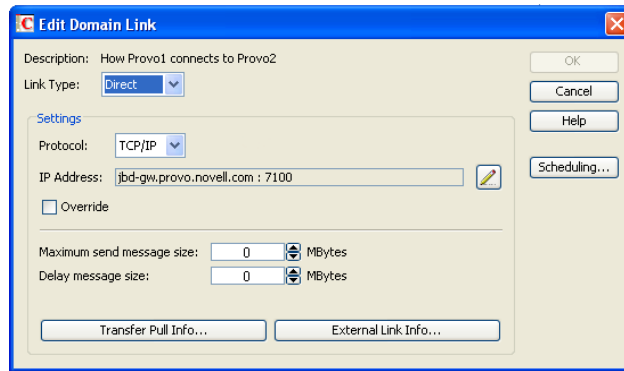 Edit Domain Link
Description: How Provo1 connects to Provo2
Link Type: Direct
Settings
Protocol: TCP/IP
IP Address: jbd-gw.provo.novell.com : 7100
Override
Maximum send message size: 0 MBytes
Delay message size: 0 MBytes
Transfer Pull Info... External Link Info...
OK
Cancel
Help
Scheduling...